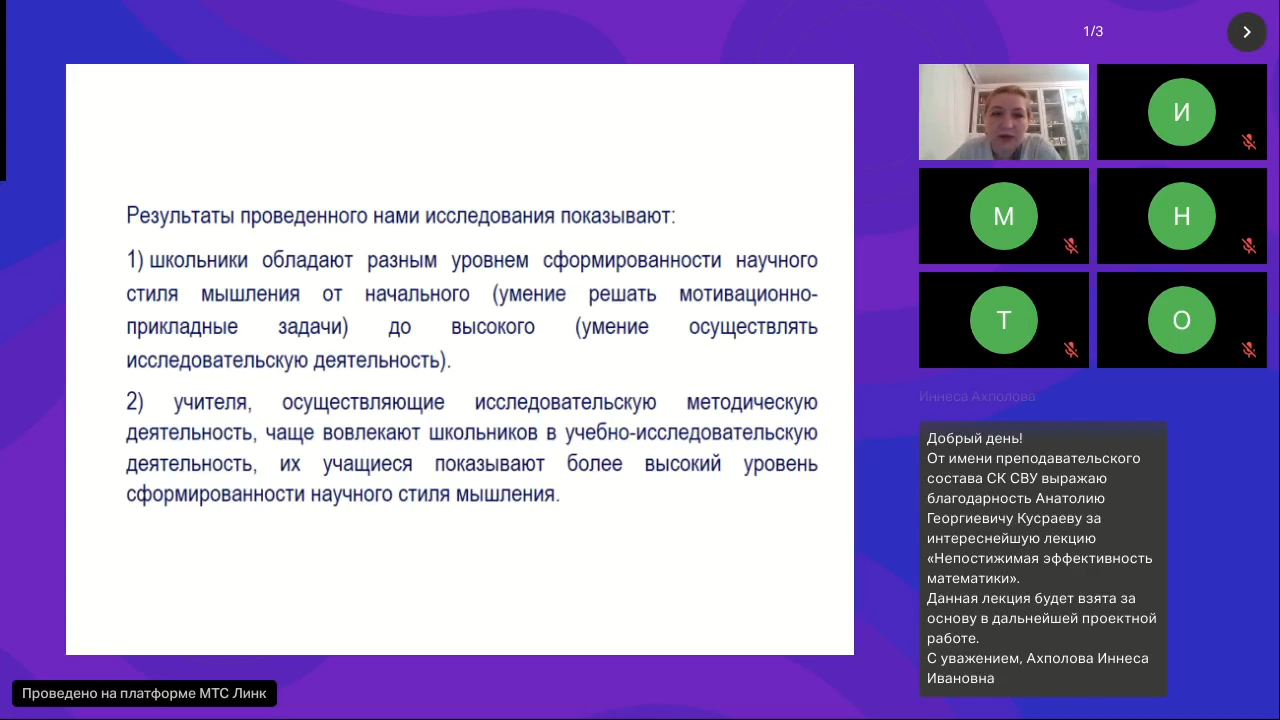 1/3
Результаты проведенного нами исследования показывают:
1) школьники обладают разным уровнем сформированности научного
стиля мышления от начального (умение решать мотивационно-
прикладные задачи) до высокого (умение осуществлять
исследовательскую деятельность).
2) учителя, осуществляющие исследовательскую методическую
деятельность, чаще вовлекают школьников в учебно-исследовательскую
деятельность, их учащиеся показывают более высокий уровень
сформированности научного стиля мышления.
И
М
Н
Т
О
Иннеса Ахполова
Добрый день!
От имени преподавательского
состава СК СВУ выражаю
благодарность Анатолию
Георгиевичу Кусраеву за
интереснейшую лекцию
«Непостижимая эффективность
математики».
Данная лекция будет взята за
основу в дальнейшей проектной
работе.
С уважением, Ахполова Иннеса
Ивановна
Проведено на платформе МТС Линк